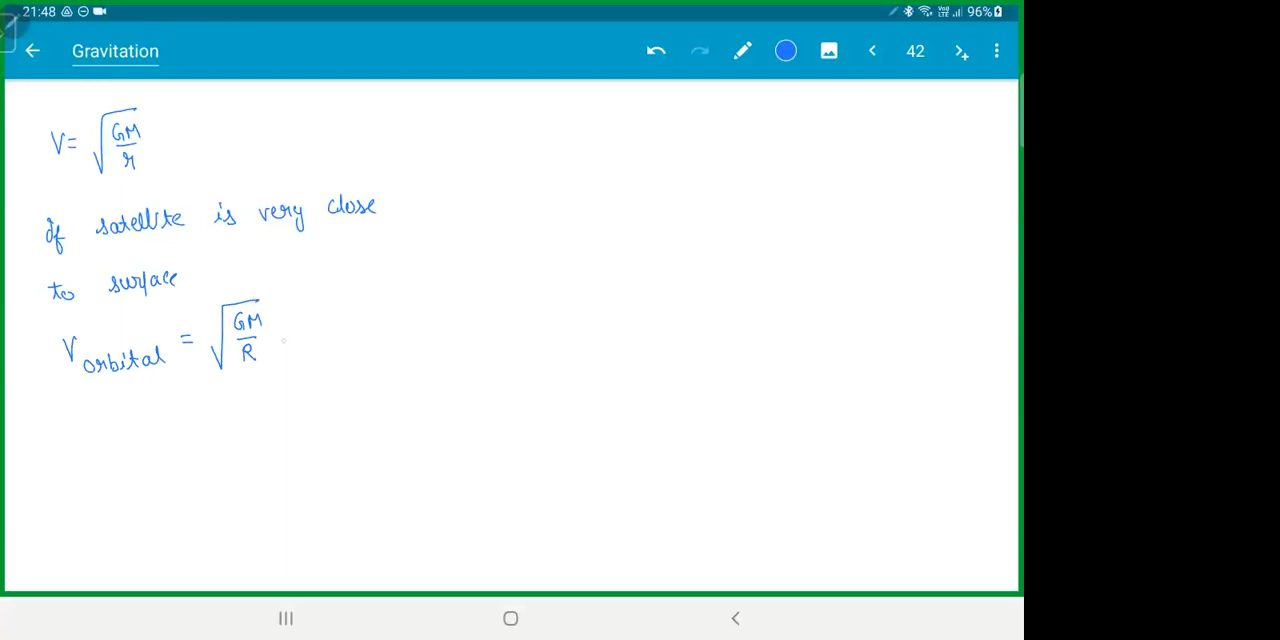 21:48 96%
Gravitation 42
V= √(GM/r)
If satellite is very close
to surface
V orbital = √(GM/R)